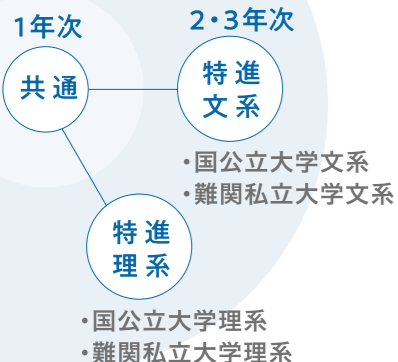 1年次
2・3年次
共通
特進
文系
・国公立大学文系
・難関私立大学文系
特進
理系
・国公立大学理系
・難関私立大学理系